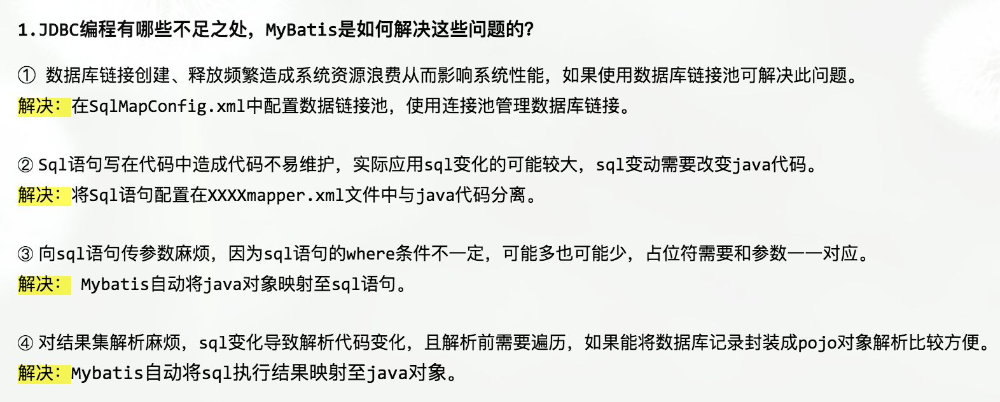 1.JDBC编程有哪些不足之处，MyBatis是如何解决这些问题的？
① 数据库链接创建、释放频繁造成系统资源浪费从而影响系统性能，如果使用数据库链接池可解决此问题。
解决：在SqlMapConfig.xml中配置数据链接池，使用连接池管理数据库链接。
② Sql语句写在代码中造成代码不易维护，实际应用sql变化的可能较大，sql变动需要改变java代码。
解决：将Sql语句配置在XXXXmapper.xml文件中与java代码分离。
③ 向sql语句传参数麻烦，因为sql语句的where条件不一定，可能多也可能少，占位符需要和参数一一对应。
解决： Mybatis自动将java对象映射至sql语句。
④ 对结果集解析麻烦，sql变化导致解析代码变化，且解析前需要遍历，如果能将数据库记录封装成pojo对象解析比较方便。
解决：Mybatis自动将sql执行结果映射至java对象。